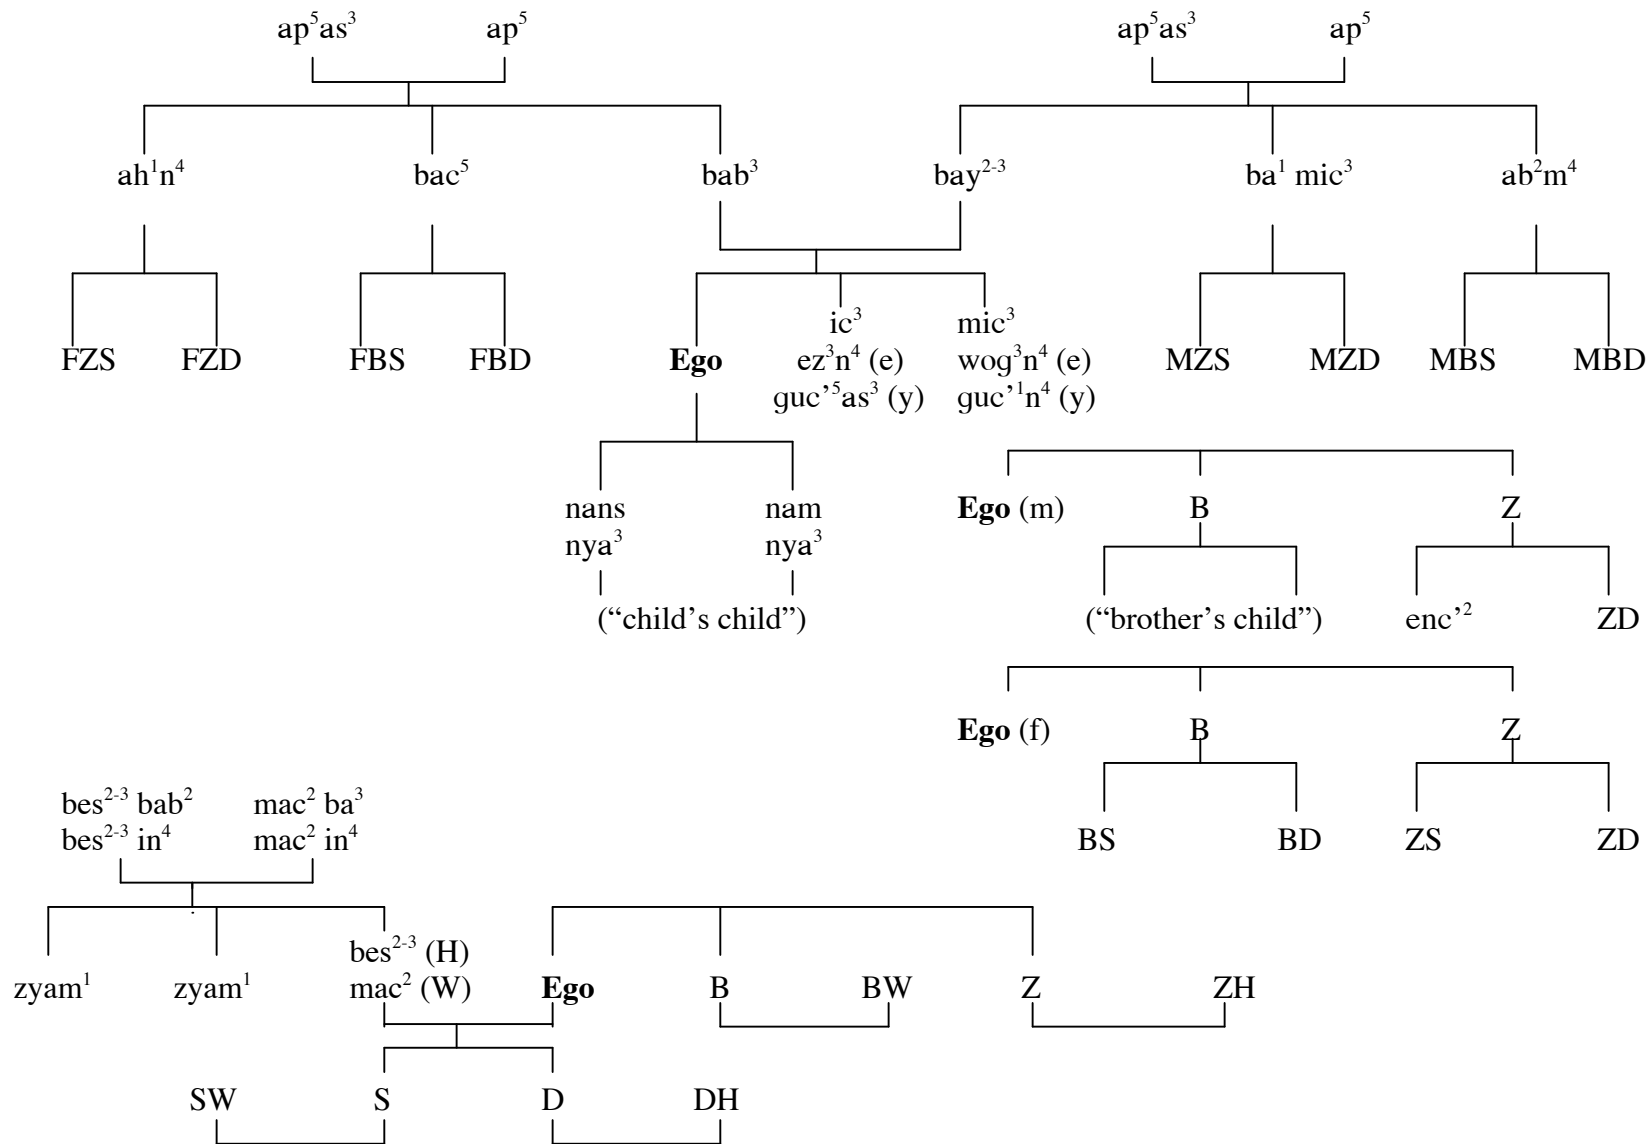 ap⁵as³ ap⁵ ap⁵as³ ap⁵
ah¹n⁴ bac⁵ bab³ bay²⁻³ ba¹ mic³ ab²m⁴
ic³ mic³
FZS FZD FBS FBD Ego ez³n⁴ (e) wog³n⁴ (e) MZS MZD MBS MBD
guc’⁵as³ (y) guc’¹n⁴ (y)
nans nam Ego (m) B Z
nya³ nya³
(“child’s child”) (“brother’s child”) enc’² ZD
Ego (f) B Z
bes²⁻³ bab² mac² ba³
bes²⁻³ in⁴ mac² in⁴ BS BD ZS ZD
bes²⁻³ (H)
zyam¹ zyam¹ mac² (W) Ego B BW Z ZH
SW S D DH